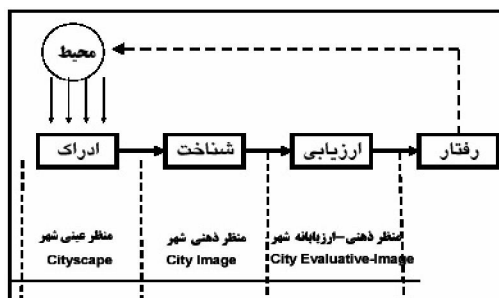 محیط
ادراک
شناخت
ارزیابی
رفتار
منظر عینی شهر
Cityscape
منظر ذهنی شهر
City Image
منظر ذهنی-ارزیابانه شهر
City Evaluative-Image